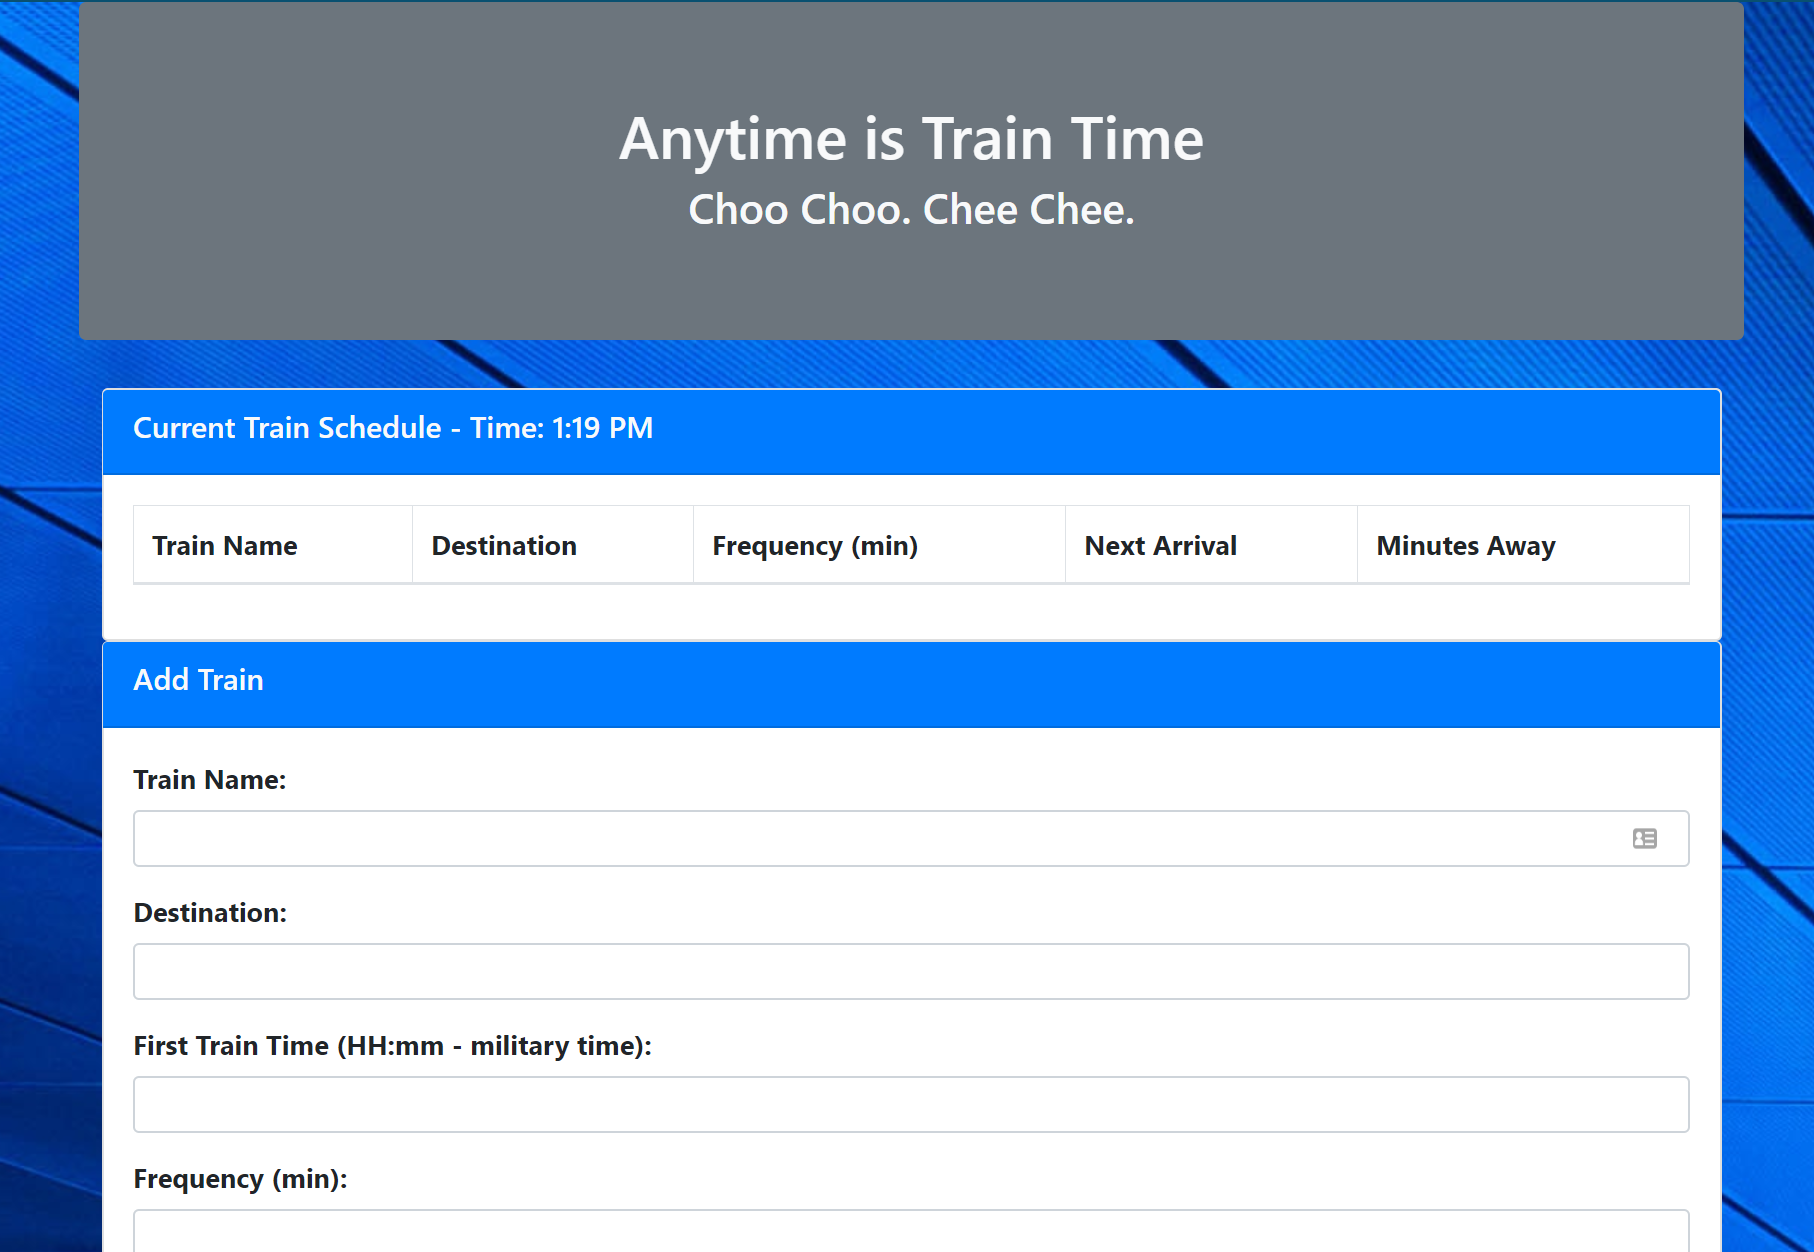 Anytime is Train Time
Choo Choo. Chee Chee.
Current Train Schedule - Time: 1:19 PM
Train Name Destination Frequency (min) Next Arrival Minutes Away
Add Train
Train Name:
Destination:
First Train Time (HH:mm - military time):
Frequency (min):